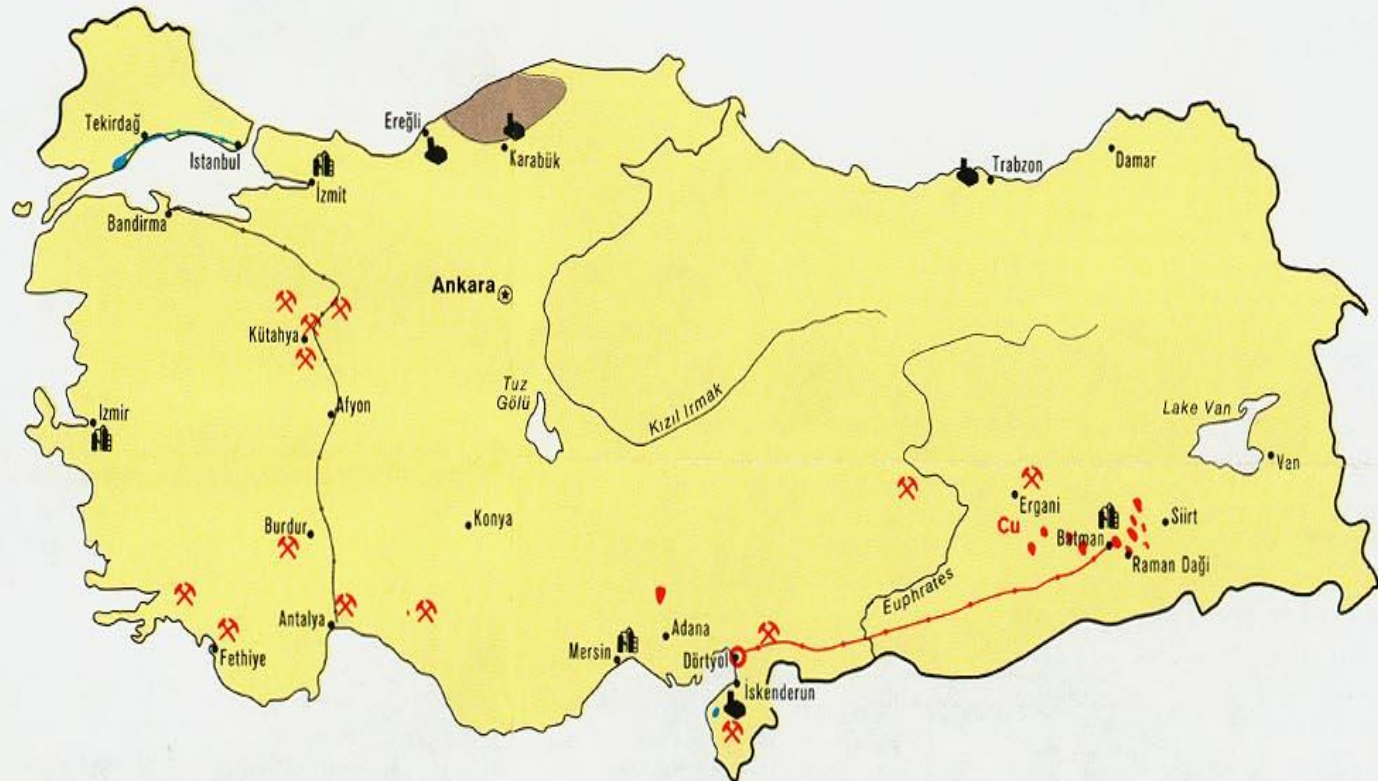 Tekirdağ
Istanbul
Ereğli
Karabük
İzmit
Trabzon
Damar
Bandirma
Ankara
Kütahya
Afyon
Tuz
Gölü
Kızıl Irmak
Lake Van
Van
Izmir
Ergani
Cu
Siirt
Batman
Raman Daği
Burdur
Konya
Euphrates
Antalya
Fethiye
Mersin
Adana
Dörtyol
İskenderun